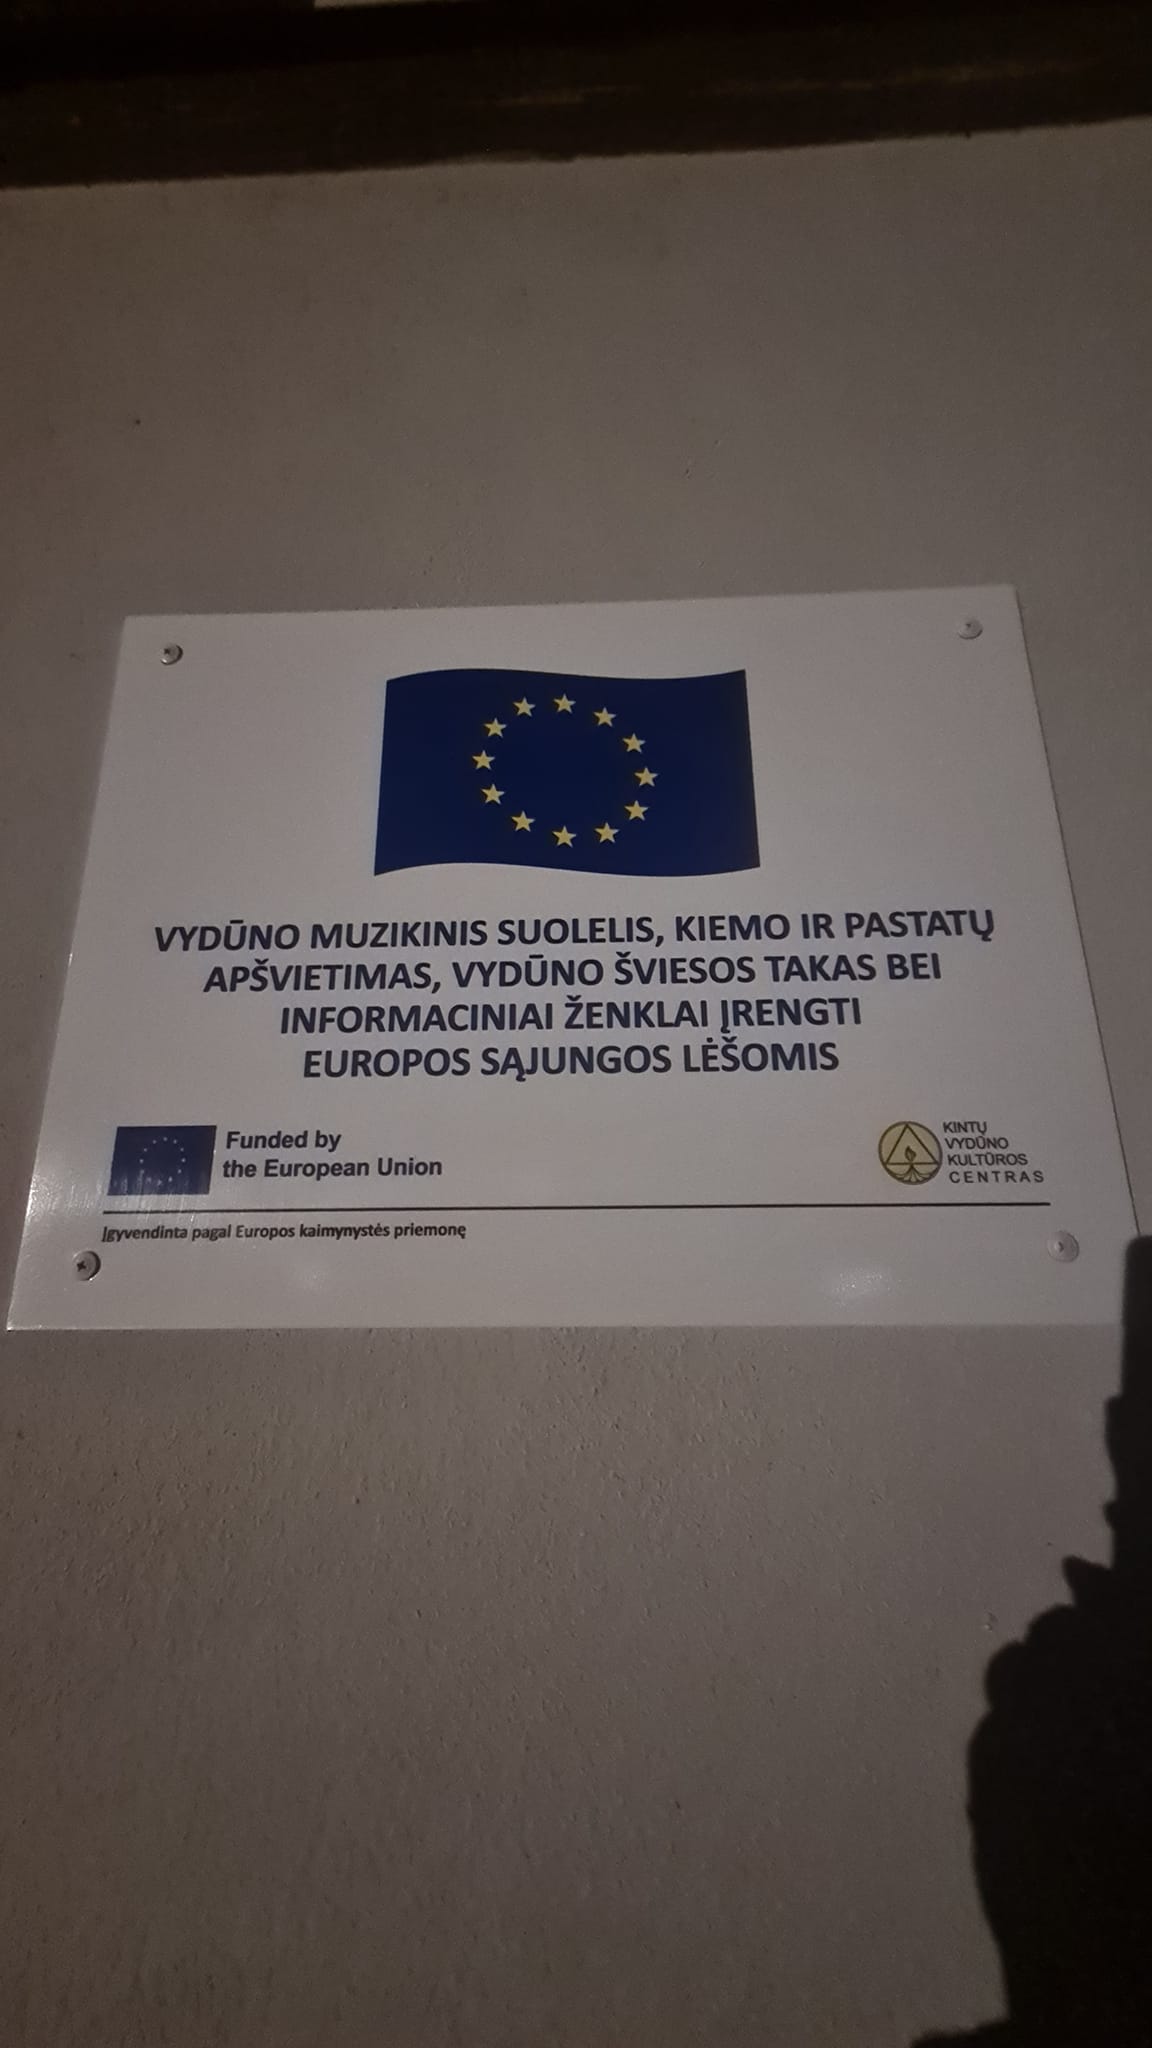 VYDŪNO MUZIKINIS SUOLELIS, KIEMO IR PASTATŲ
APŠVIETIMAS, VYDŪNO ŠVIESOS TAKAS BEI
INFORMACINIAI ŽENKLAI ĮRENGTI
EUROPOS SĄJUNGOS LĖŠOMIS
Funded by
the European Union
KINTŲ
VYDŪNO
KULTŪROS
CENTRAS
Įgyvendinta pagal Europos kaimynystės priemonę